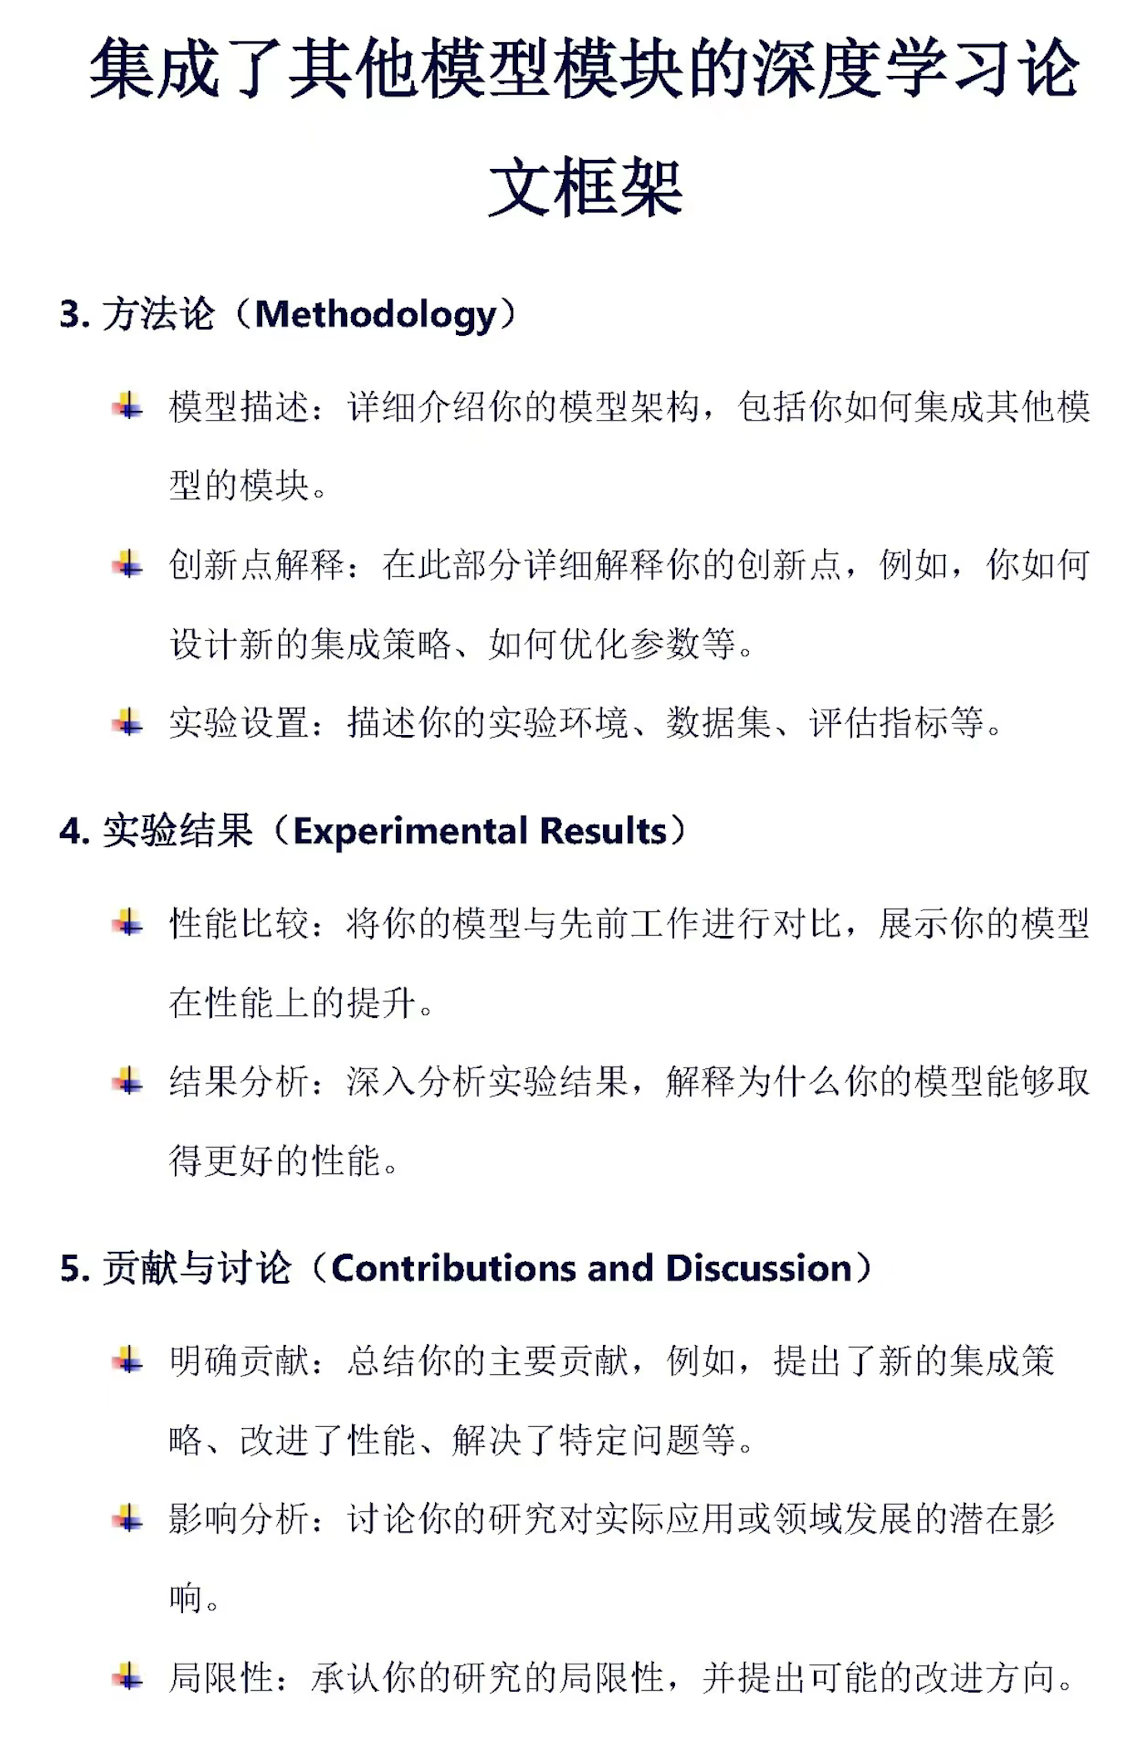 集成了其他模型模块的深度学习论
文框架
3. 方法论（Methodology）
模型描述：详细介绍你的模型架构，包括你如何集成其他模
型的模块。
创新点解释：在此部分详细解释你的创新点，例如，你如何
设计新的集成策略、如何优化参数等。
实验设置：描述你的实验环境、数据集、评估指标等。
4. 实验结果（Experimental Results）
性能比较：将你的模型与先前工作进行对比，展示你的模型
在性能上的提升。
结果分析：深入分析实验结果，解释为什么你的模型能够取
得更好的性能。
5. 贡献与讨论（Contributions and Discussion）
明确贡献：总结你的主要贡献，例如，提出了新的集成策
略、改进了性能、解决了特定问题等。
影响分析：讨论你的研究对实际应用或领域发展的潜在影
响。
局限性：承认你的研究的局限性，并提出可能的改进方向。